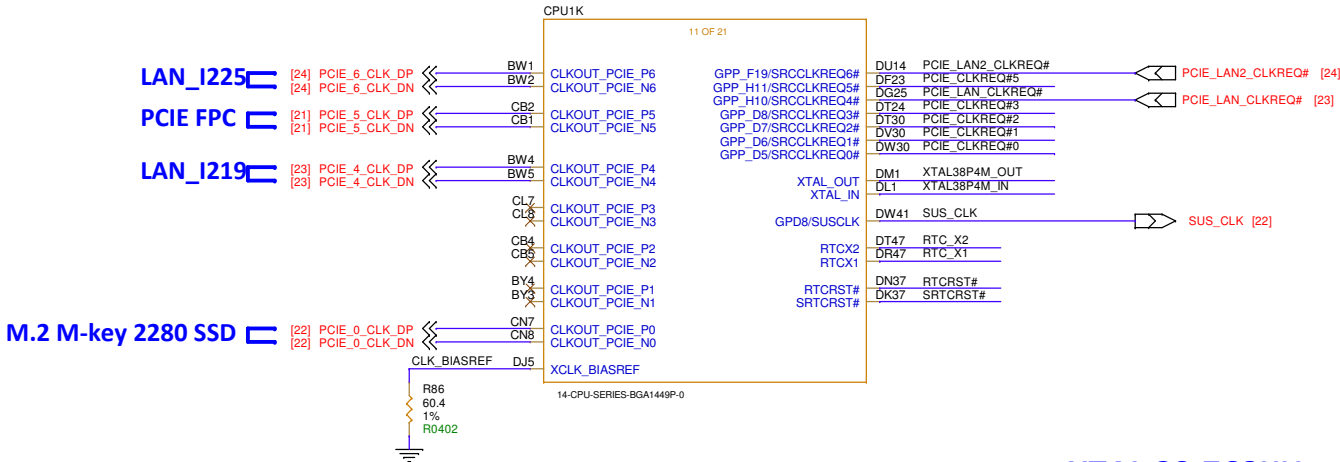 CPU1K
11 OF 21
LAN_I225
[24] PCIE_6_CLK_DP
[24] PCIE_6_CLK_DN
BW1
BW2
CLKOUT_PCIE_P6
CLKOUT_PCIE_N6
PCIE FPC
[21] PCIE_5_CLK_DP
[21] PCIE_5_CLK_DN
CB2
CB1
CLKOUT_PCIE_P5
CLKOUT_PCIE_N5
LAN_I219
[23] PCIE_4_CLK_DP
[23] PCIE_4_CLK_DN
BW4
BW5
CLKOUT_PCIE_P4
CLKOUT_PCIE_N4
CL7
CL8
CLKOUT_PCIE_P3
CLKOUT_PCIE_N3
CB4
CB5
CLKOUT_PCIE_P2
CLKOUT_PCIE_N2
BY4
BY3
CLKOUT_PCIE_P1
CLKOUT_PCIE_N1
M.2 M-key 2280 SSD
[22] PCIE_0_CLK_DP
[22] PCIE_0_CLK_DN
CN7
CN8
CLKOUT_PCIE_P0
CLKOUT_PCIE_N0
CLK_BIASREF DJ5 XCLK_BIASREF
R86
60.4
1%
R0402
14-CPU-SERIES-BGA1449P-0
GPP_F19/SRCCLKREQ6# DU14 PCIE_LAN2_CLKREQ# PCIE_LAN2_CLKREQ# [24]
GPP_H11/SRCCLKREQ5# DF23 PCIE_CLKREQ#5
GPP_H10/SRCCLKREQ4# DG25 PCIE_LAN_CLKREQ# PCIE_LAN_CLKREQ# [23]
GPP_D8/SRCCLKREQ3# DT24 PCIE_CLKREQ#3
GPP_D7/SRCCLKREQ2# DT30 PCIE_CLKREQ#2
GPP_D6/SRCCLKREQ1# DV30 PCIE_CLKREQ#1
GPP_D5/SRCCLKREQ0# DW30 PCIE_CLKREQ#0
XTAL_OUT DM1 XTAL38P4M_OUT
XTAL_IN DL1 XTAL38P4M_IN
GPD8/SUSCLK DW41 SUS_CLK SUS_CLK [22]
RTCX2 DT47 RTC_X2
RTCX1 DR47 RTC_X1
RTCRST# DN37 RTCRST#
SRTCRST# DK37 SRTCRST#